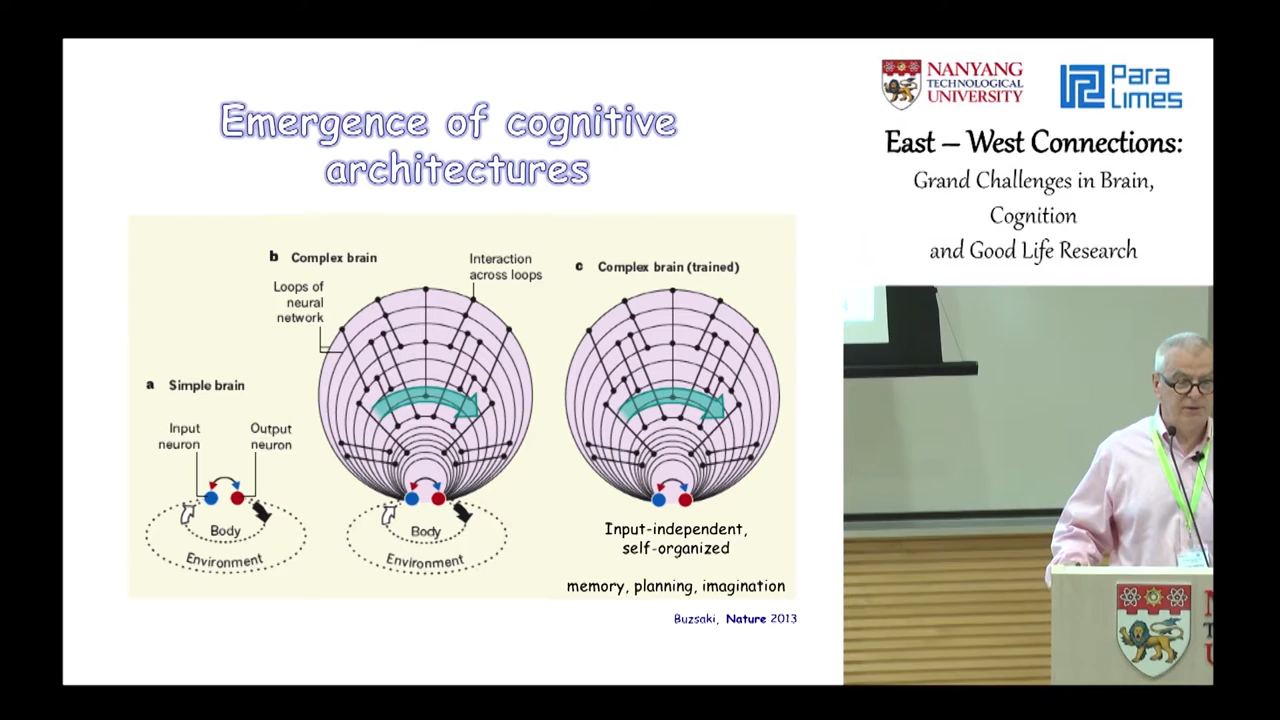 Emergence of cognitive
architectures
a Simple brain
Input
neuron
Output
neuron
Body
Environment
b Complex brain
Loops of
neural
network
Interaction
across loops
Body
Environment
c Complex brain (trained)
Input-independent,
self-organized
memory, planning, imagination
Buzsaki, Nature 2013
NANYANG
TECHNOLOGICAL
UNIVERSITY
Para
Limes
East – West Connections:
Grand Challenges in Brain,
Cognition
and Good Life Research